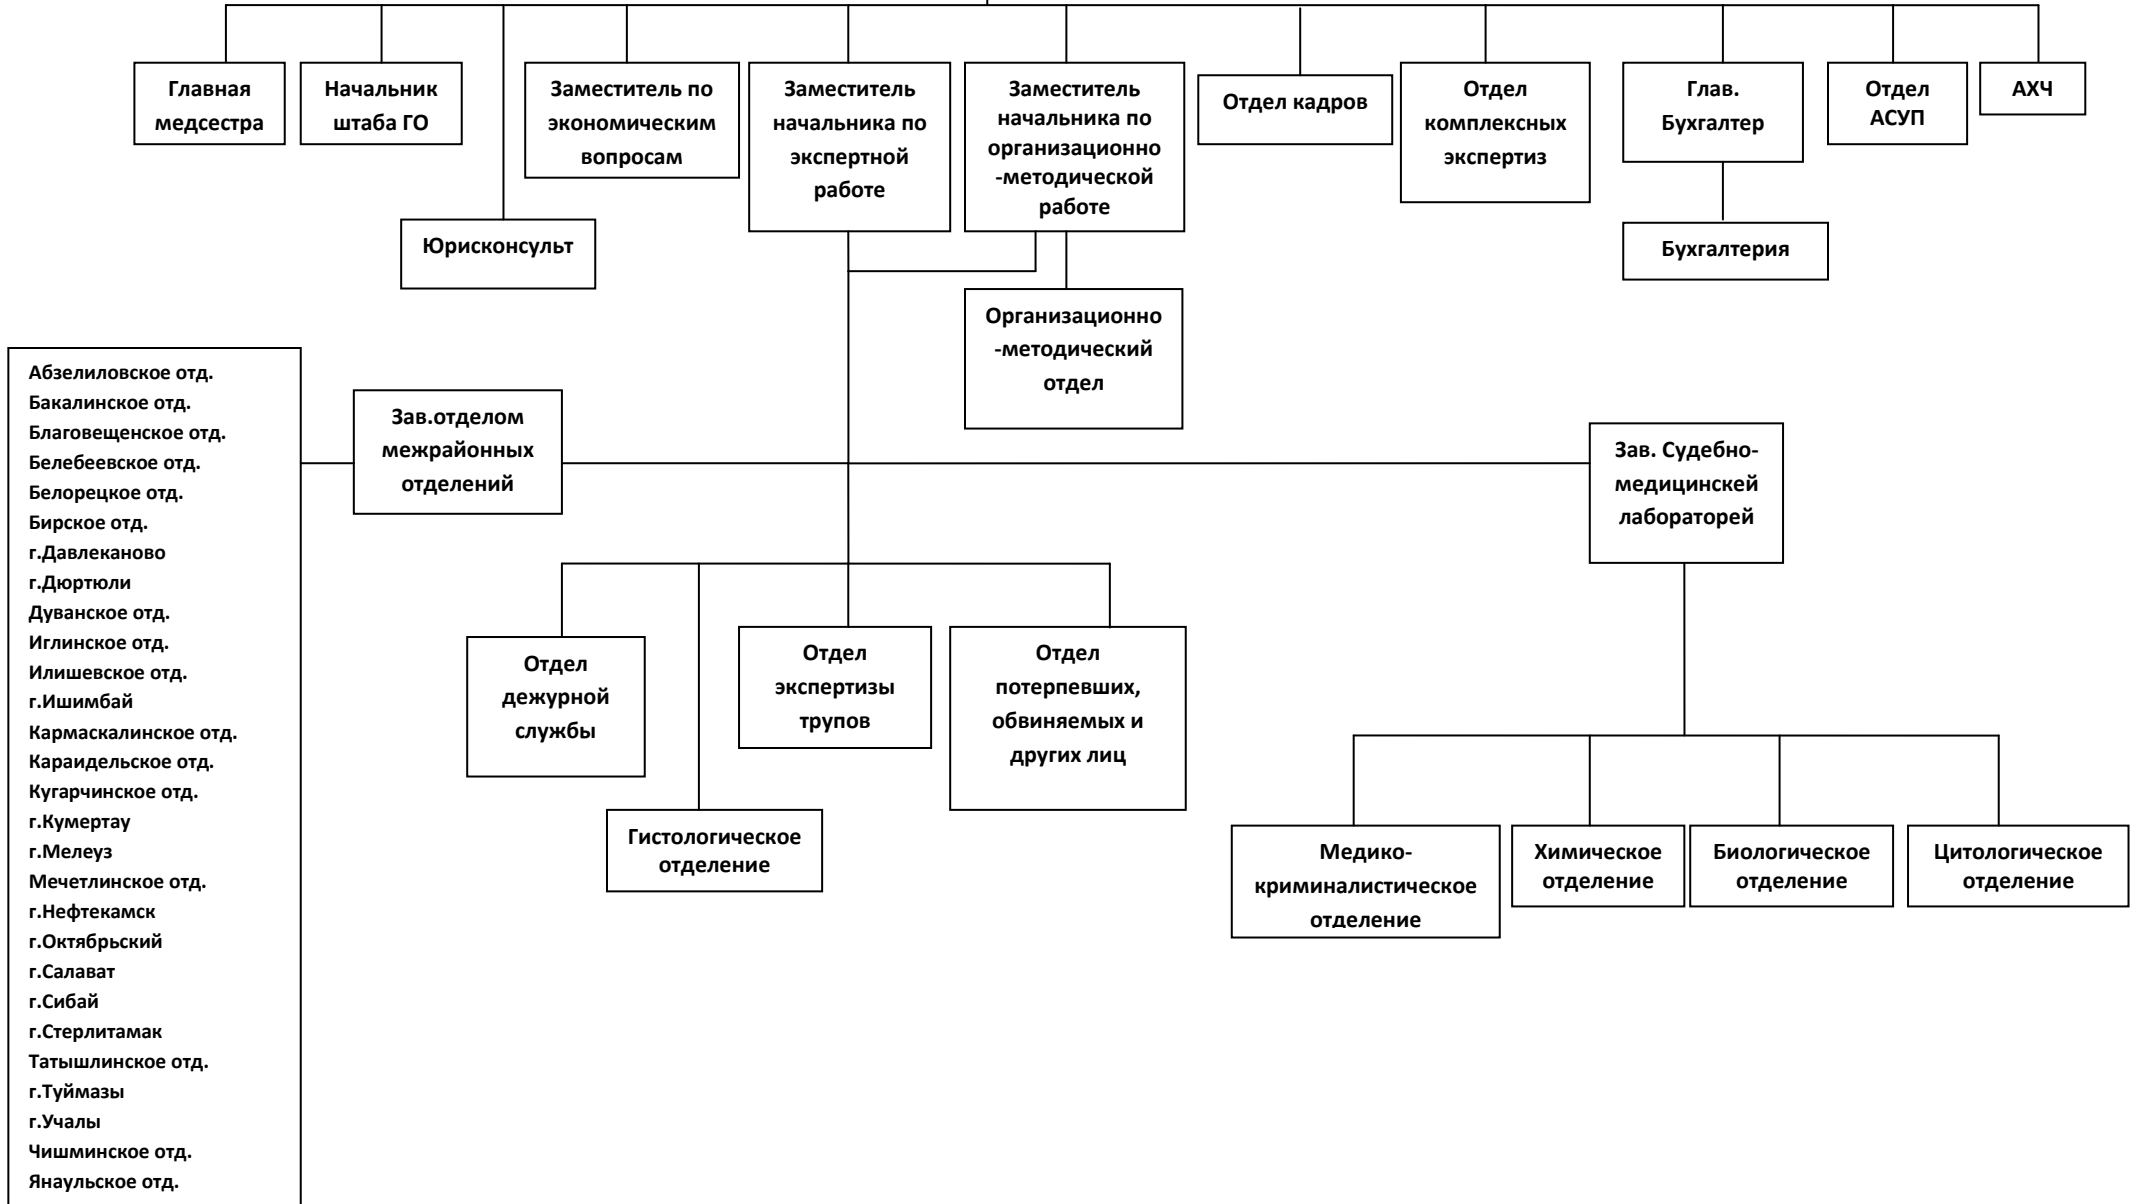 Главная
медсестра
Начальник
штаба ГО
Заместитель по
экономическим
вопросам
Заместитель
начальника по
экспертной
работе
Заместитель
начальника по
организационно
-методической
работе
Отдел кадров
Отдел
комплексных
экспертиз
Глав.
Бухгалтер
Отдел
АСУП
АХЧ
Юрисконсульт
Бухгалтерия
Организационно
-методический
отдел
Абзелиловское отд.
Бакалинское отд.
Благовещенское отд.
Белебеевское отд.
Белорецкое отд.
Бирское отд.
г.Давлеканово
г.Дюртюли
Дуванское отд.
Иглинское отд.
Илишевское отд.
г.Ишимбай
Кармаскалинское отд.
Караидельское отд.
Кугарчинское отд.
г.Кумертау
г.Мелеуз
Мечетлинское отд.
г.Нефтекамск
г.Октябрьский
г.Салават
г.Сибай
г.Стерлитамак
Татышлинское отд.
г.Туймазы
г.Учалы
Чишминское отд.
Янаульское отд.
Зав.отделом
межрайонных
отделений
Зав. Судебно-
медицинскей
лабораторей
Отдел
дежурной
службы
Отдел
экспертизы
трупов
Отдел
потерпевших,
обвиняемых и
других лиц
Гистологическое
отделение
Медико-
криминалистическое
отделение
Химическое
отделение
Биологическое
отделение
Цитологическое
отделение